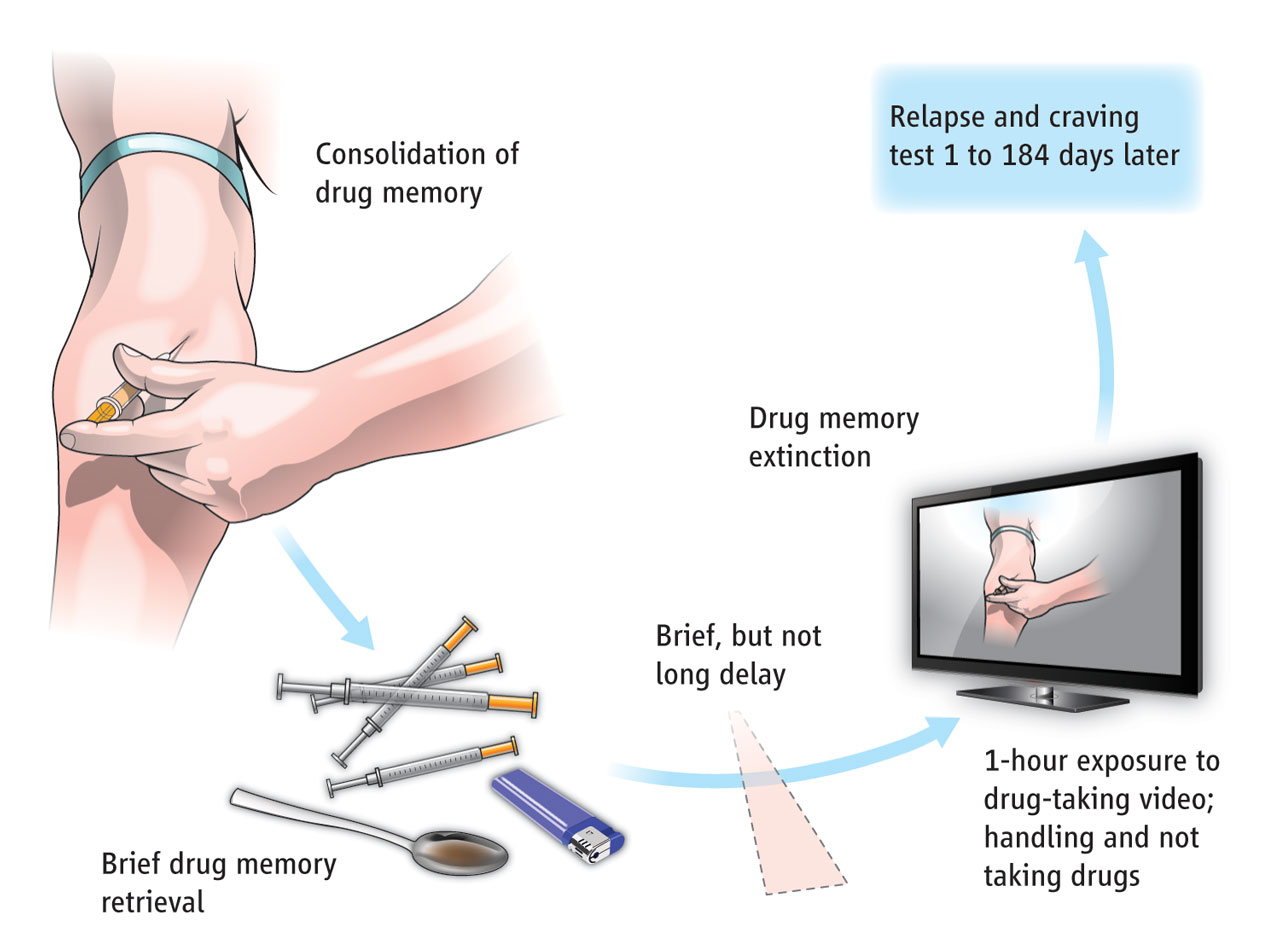 Consolidation of
drug memory
Relapse and craving
test 1 to 184 days later
Drug memory
extinction
Brief, but not
long delay
1-hour exposure to
drug-taking video;
handling and not
taking drugs
Brief drug memory
retrieval